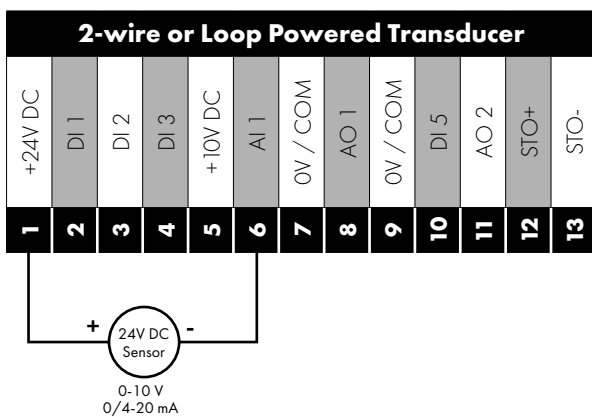 2-wire or Loop Powered Transducer
+24V DC
DI 1
DI 2
DI 3
+10V DC
AI 1
0V / COM
AO 1
0V / COM
DI 5
AO 2
STO+
STO-
1
2
3
4
5
6
7
8
9
10
11
12
13
+
-
24V DC
Sensor
0-10 V
0/4-20 mA